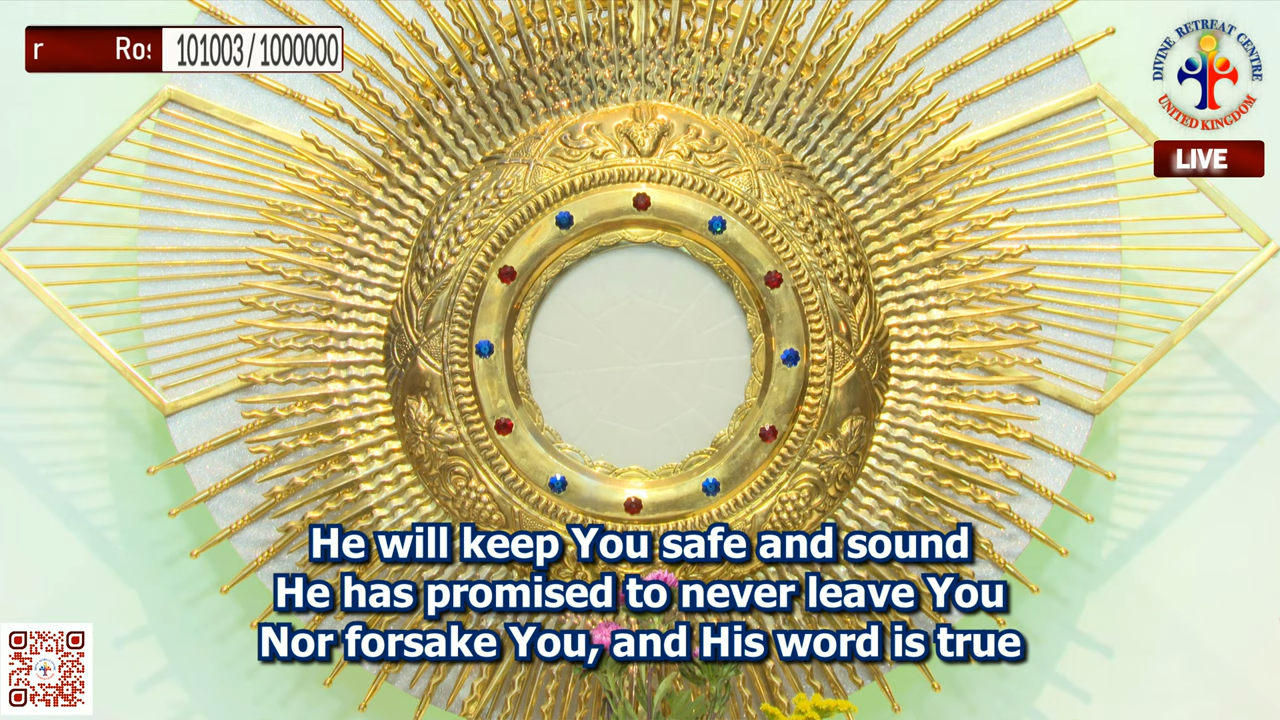 r Ros 101003/1000000
DIVINE RETREAT CENTRE
UNITED KINGDOM
LIVE
He will keep You safe and sound
He has promised to never leave You
Nor forsake You, and His word is true